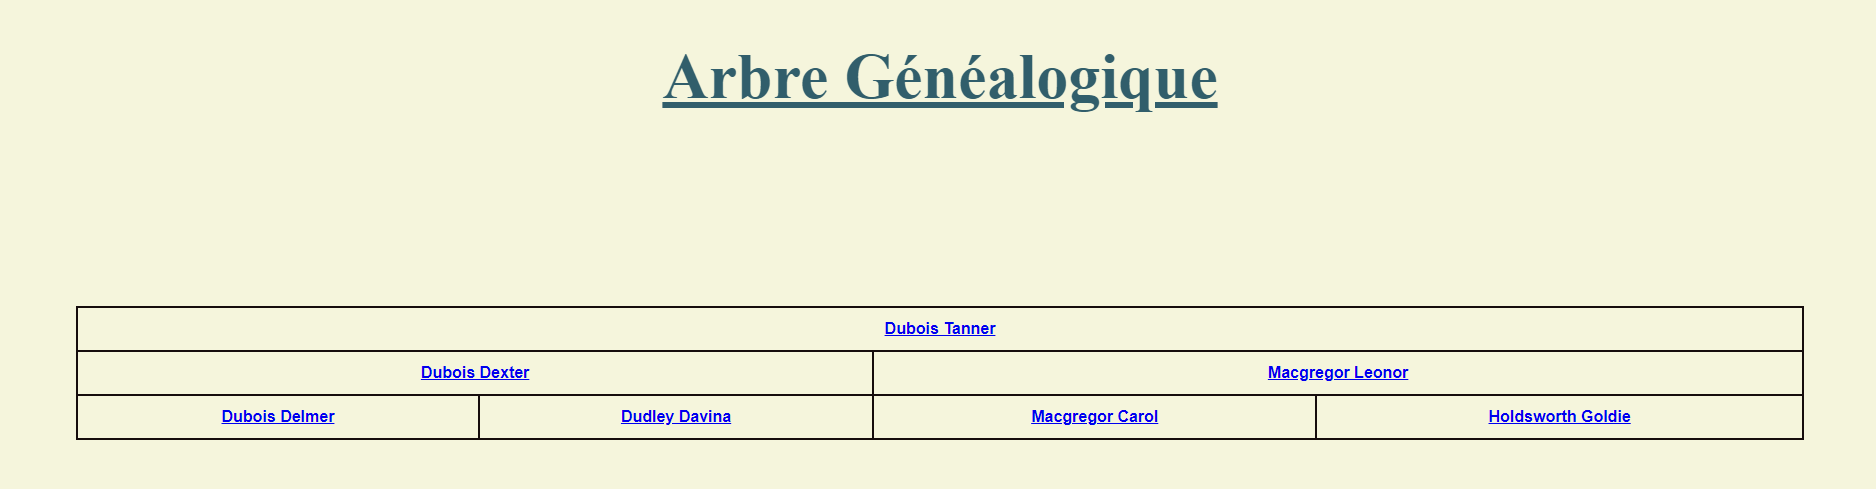 Arbre Généalogique
Dubois Tanner
Dubois Dexter Macgregor Leonor
Dubois Delmer Dudley Davina Macgregor Carol Holdsworth Goldie